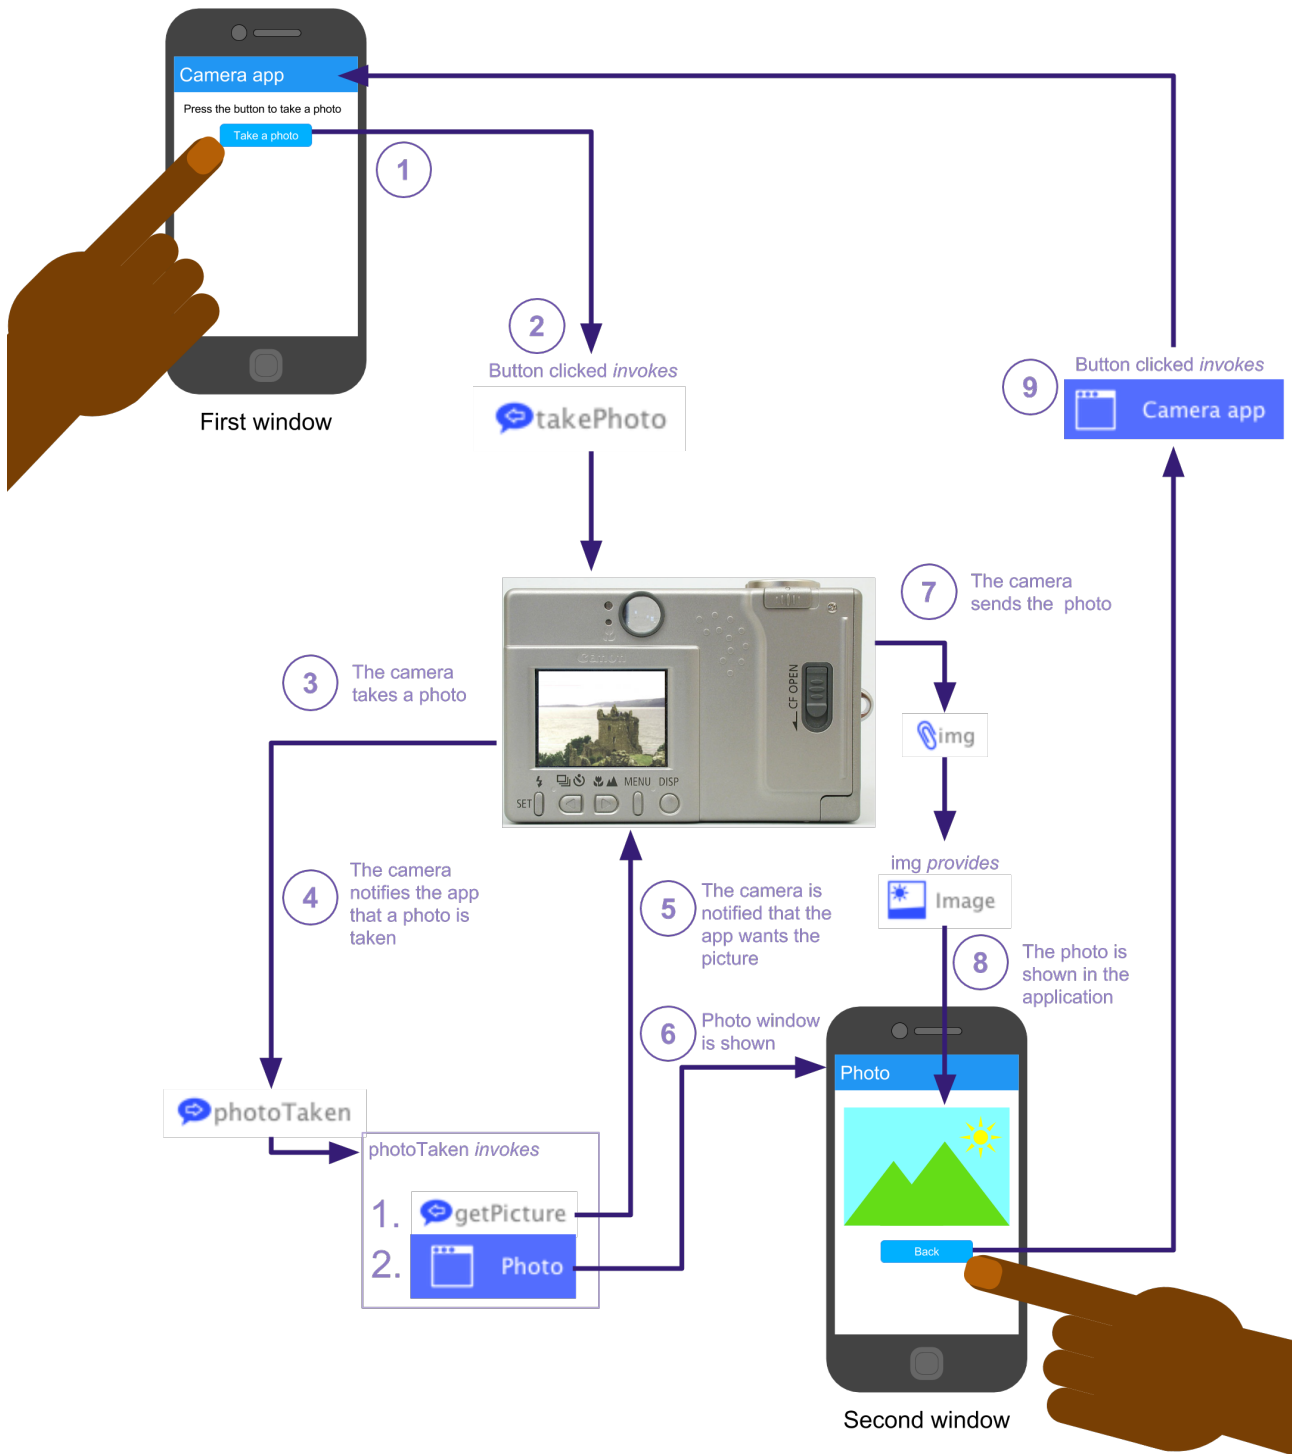 Camera app
Press the button to take a photo
Take a photo
First window
1
2
Button clicked invokes
takePhoto
3
The camera
takes a photo
Canon
CF OPEN
MENU
DISP
SET
4
The camera
notifies the app
that a photo is
taken
photoTaken
photoTaken invokes
1.
getPicture
2.
Photo
5
The camera is
notified that the
app wants the
picture
6
Photo window
is shown
7
The camera
sends the photo
img
img provides
Image
8
The photo is
shown in the
application
Photo
Back
Second window
9
Button clicked invokes
Camera app